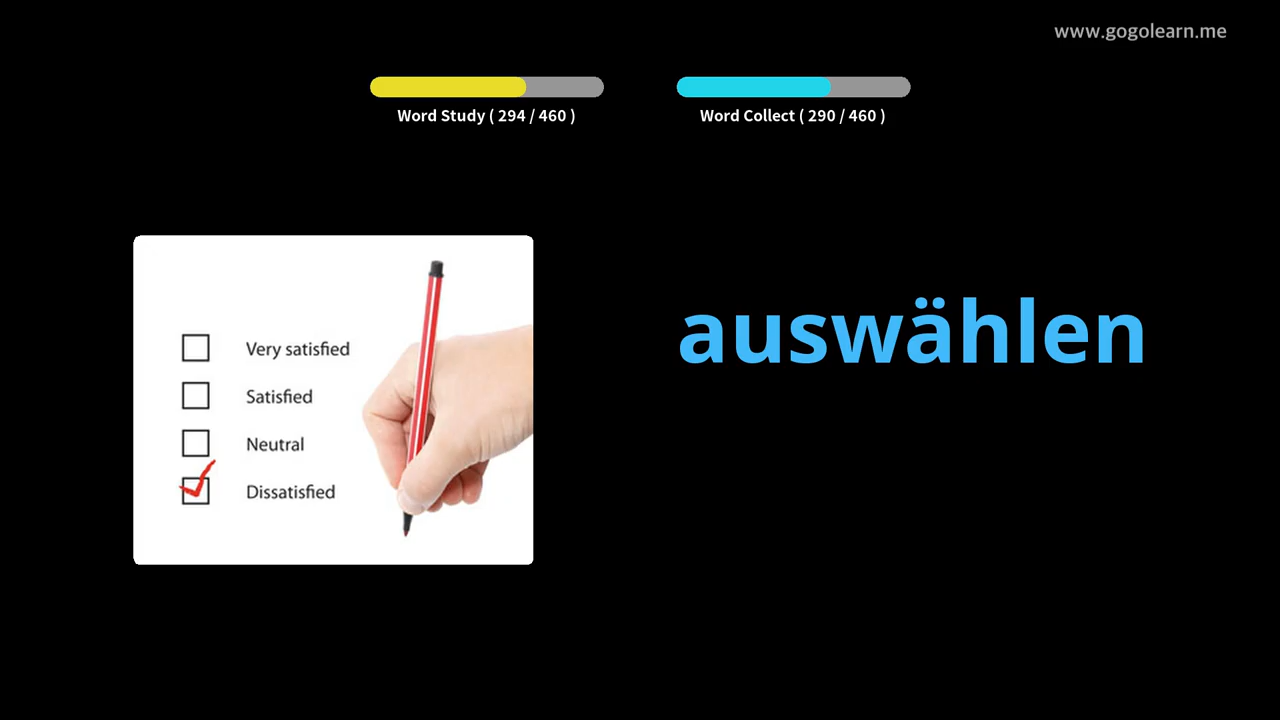 www.gogolearn.me
Word Study ( 294 / 460 )
Word Collect ( 290 / 460 )
Very satisfied
Satisfied
Neutral
Dissatisfied
auswählen